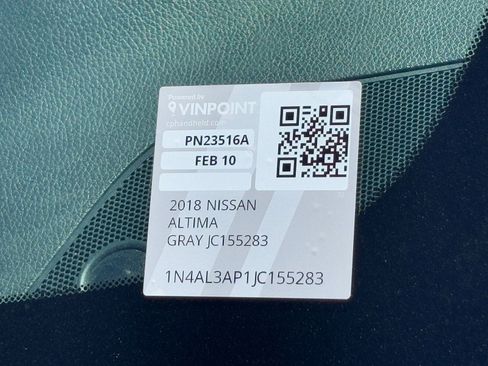 Powered by
VINPOINT
cphandheld.com
PN23516A
FEB 10
2018 NISSAN
ALTIMA
GRAY JC155283
1N4AL3AP1JC155283